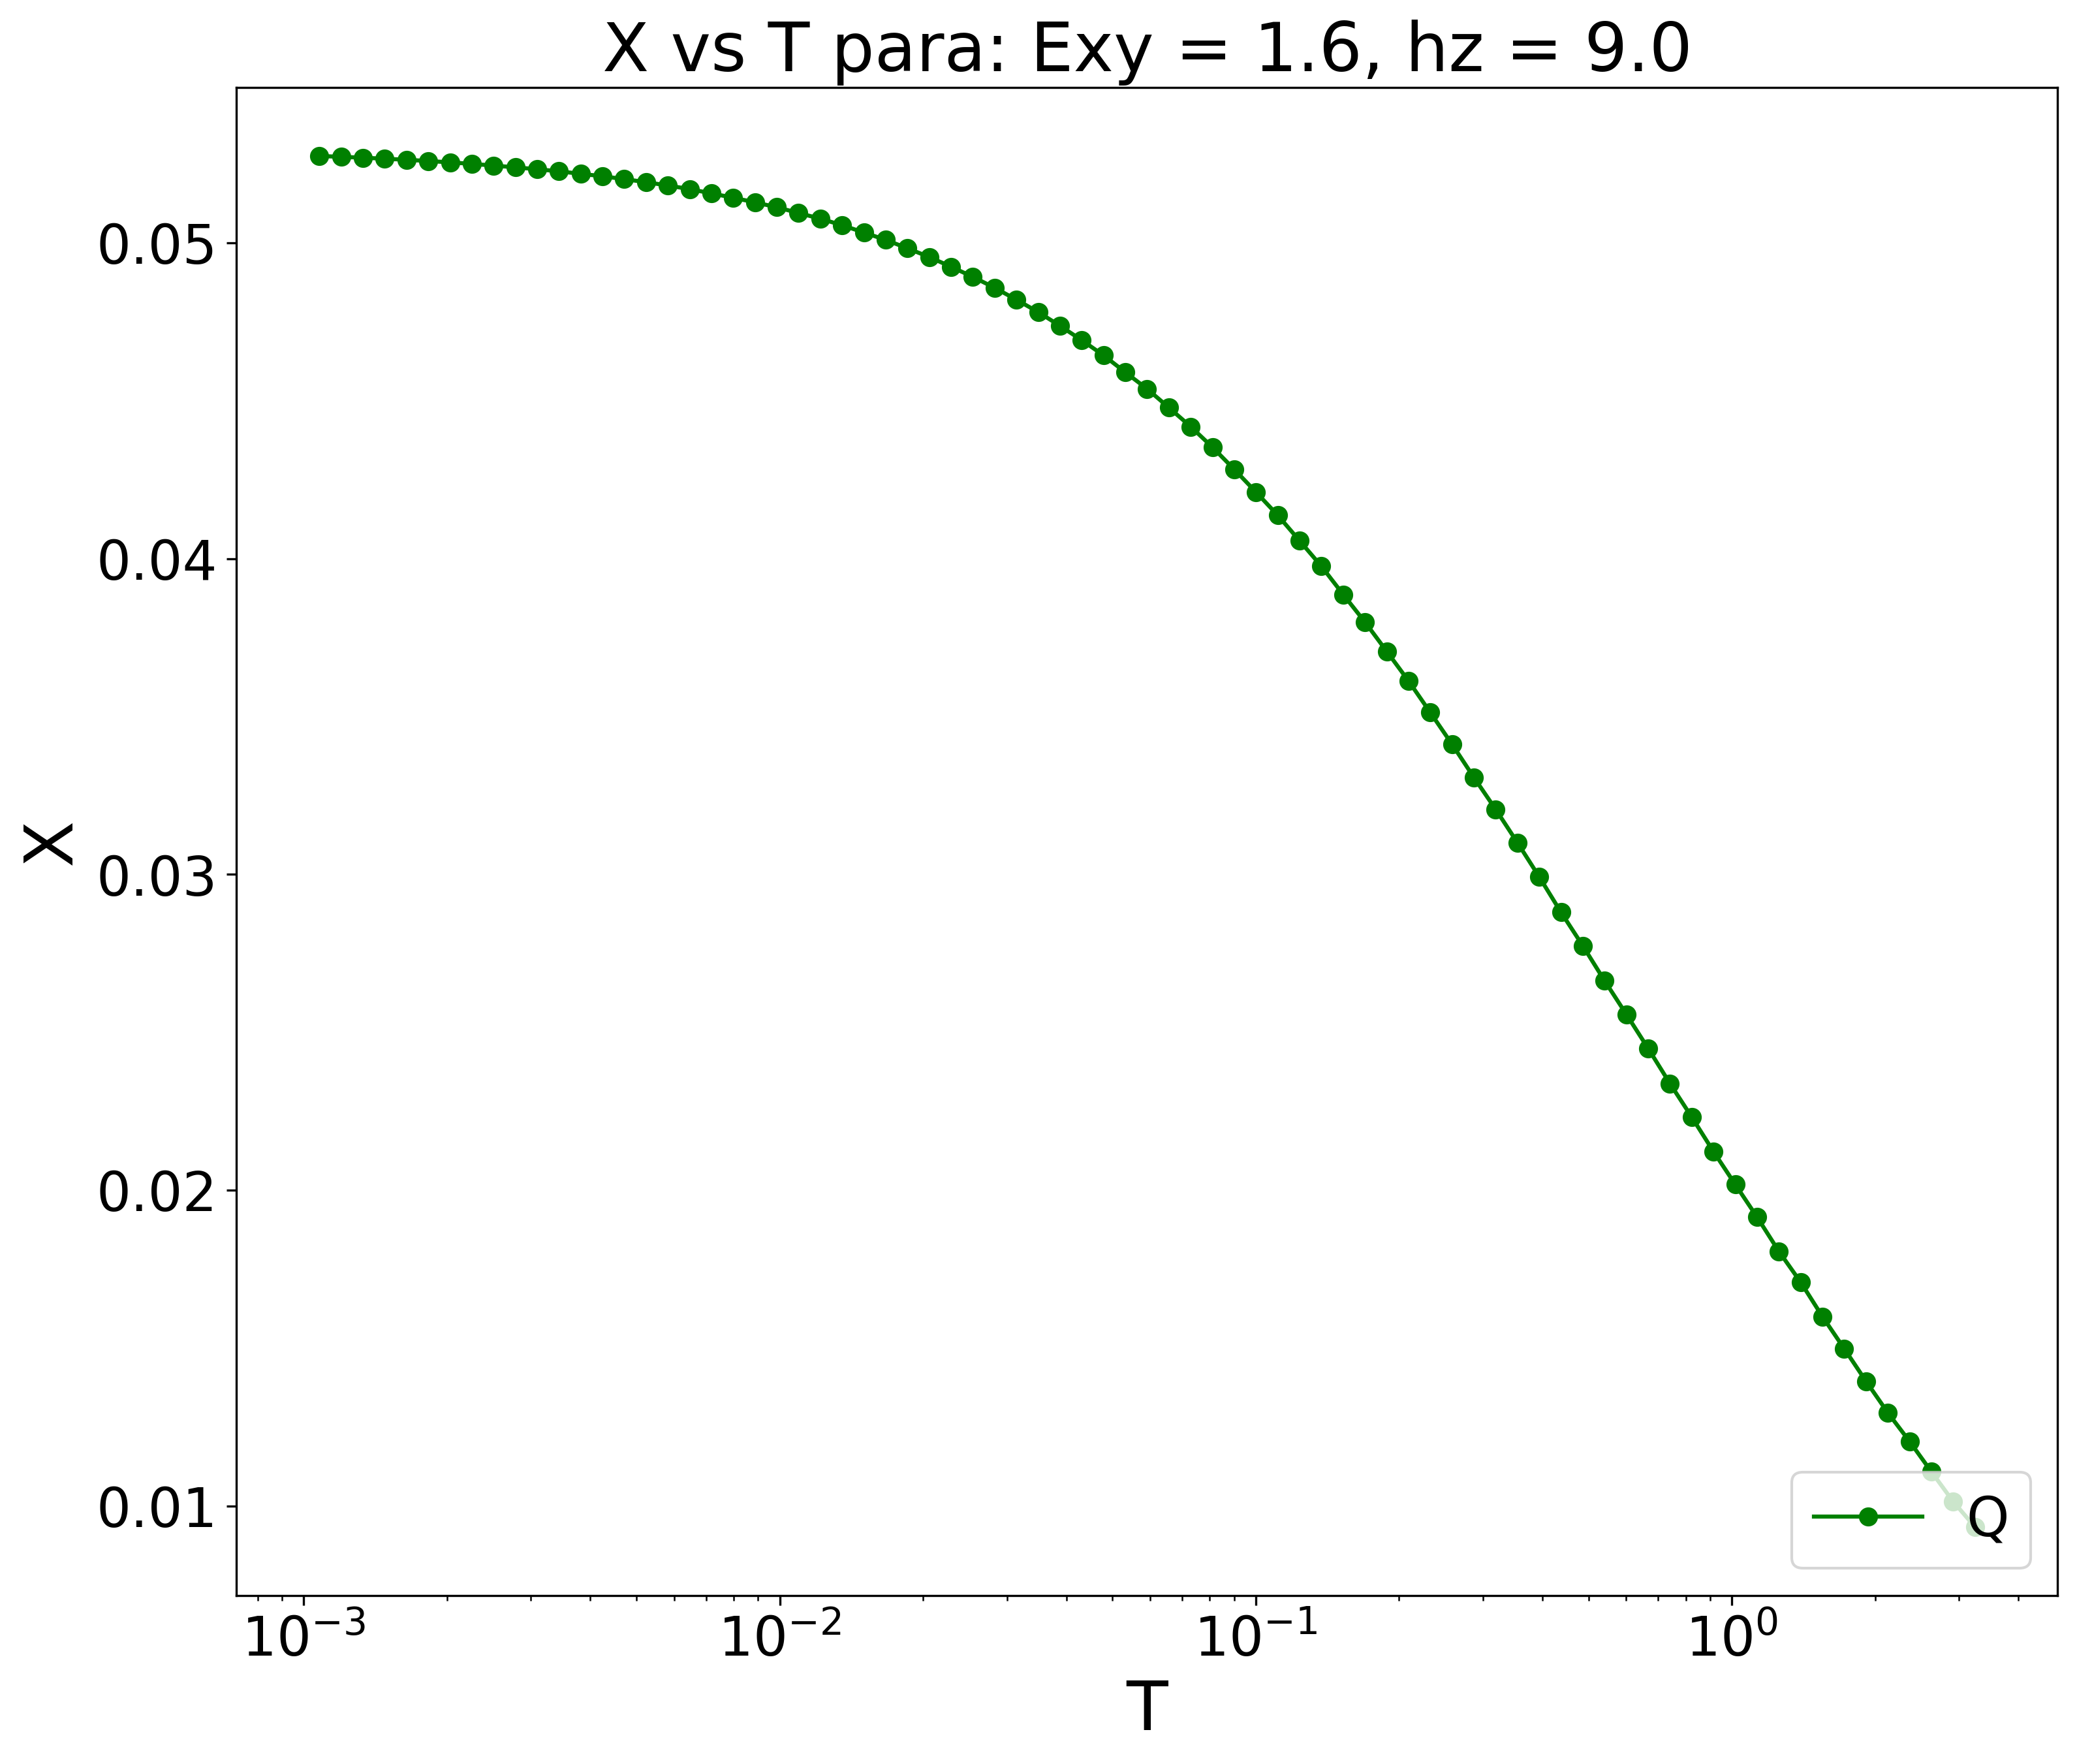 X vs T para: Exy = 1.6, hz = 9.0
X
0.05
0.04
0.03
0.02
0.01
10⁻³ 10⁻² 10⁻¹ 10⁰
T
Q